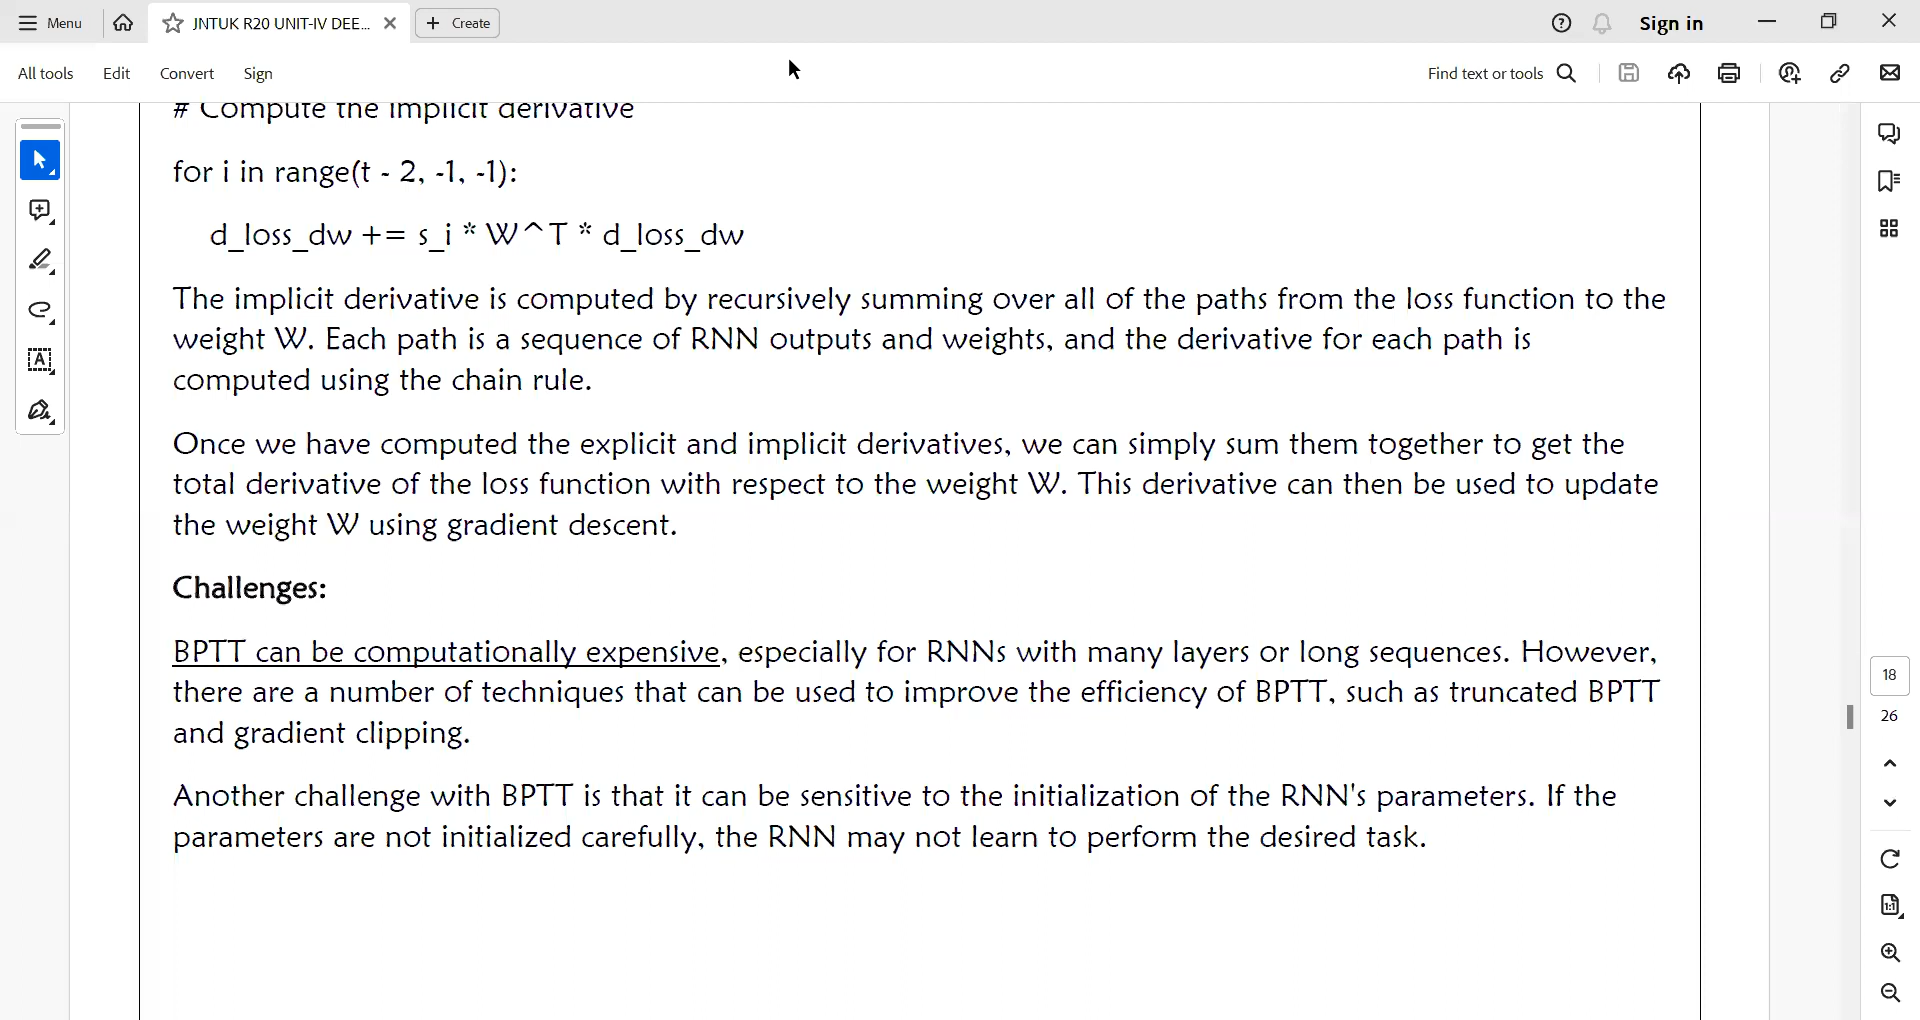 Menu
JNTUK R20 UNIT-IV DEE...
Create
Sign in
All tools
Edit
Convert
Sign
Find text or tools
# Compute the implicit derivative
for i in range(t - 2, -1, -1):
d_loss_dw += s_i * W^T * d_loss_dw
The implicit derivative is computed by recursively summing over all of the paths from the loss function to the
weight W. Each path is a sequence of RNN outputs and weights, and the derivative for each path is
computed using the chain rule.
Once we have computed the explicit and implicit derivatives, we can simply sum them together to get the
total derivative of the loss function with respect to the weight W. This derivative can then be used to update
the weight W using gradient descent.
Challenges:
BPTT can be computationally expensive, especially for RNNs with many layers or long sequences. However,
there are a number of techniques that can be used to improve the efficiency of BPTT, such as truncated BPTT
and gradient clipping.
Another challenge with BPTT is that it can be sensitive to the initialization of the RNN's parameters. If the
parameters are not initialized carefully, the RNN may not learn to perform the desired task.
18
26
1:1